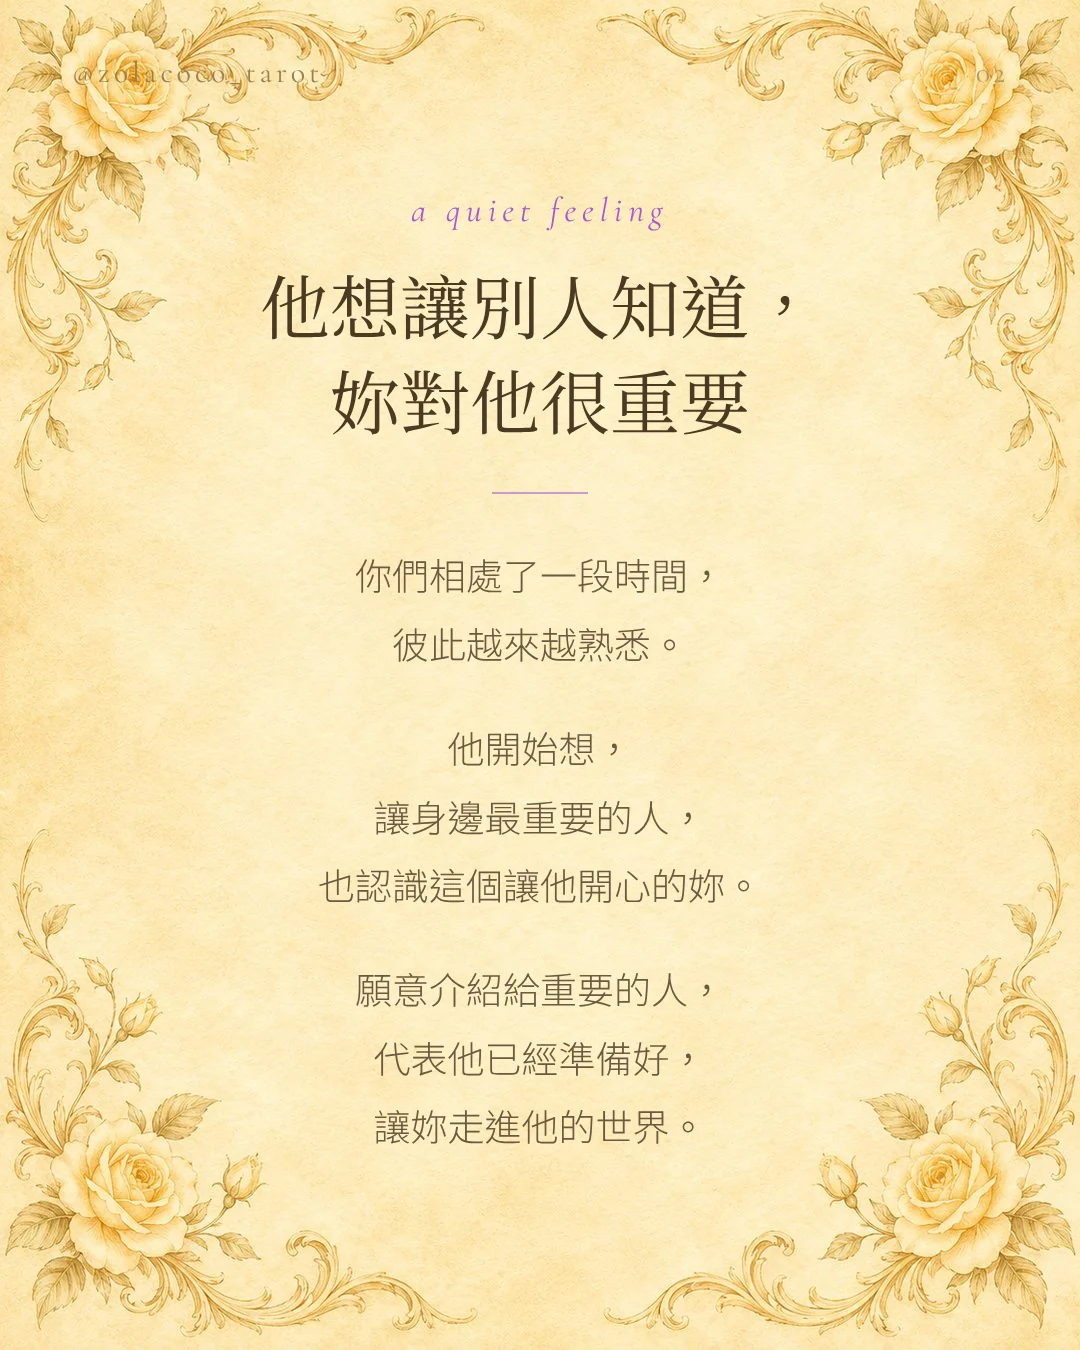 @zolacoco_tarot
02
a quiet feeling
他想讓別人知道，
妳對他很重要
你們相處了一段時間，
彼此越來越熟悉。
他開始想，
讓身邊最重要的人，
也認識這個讓他開心的妳。
願意介紹給重要的人，
代表他已經準備好，
讓妳走進他的世界。